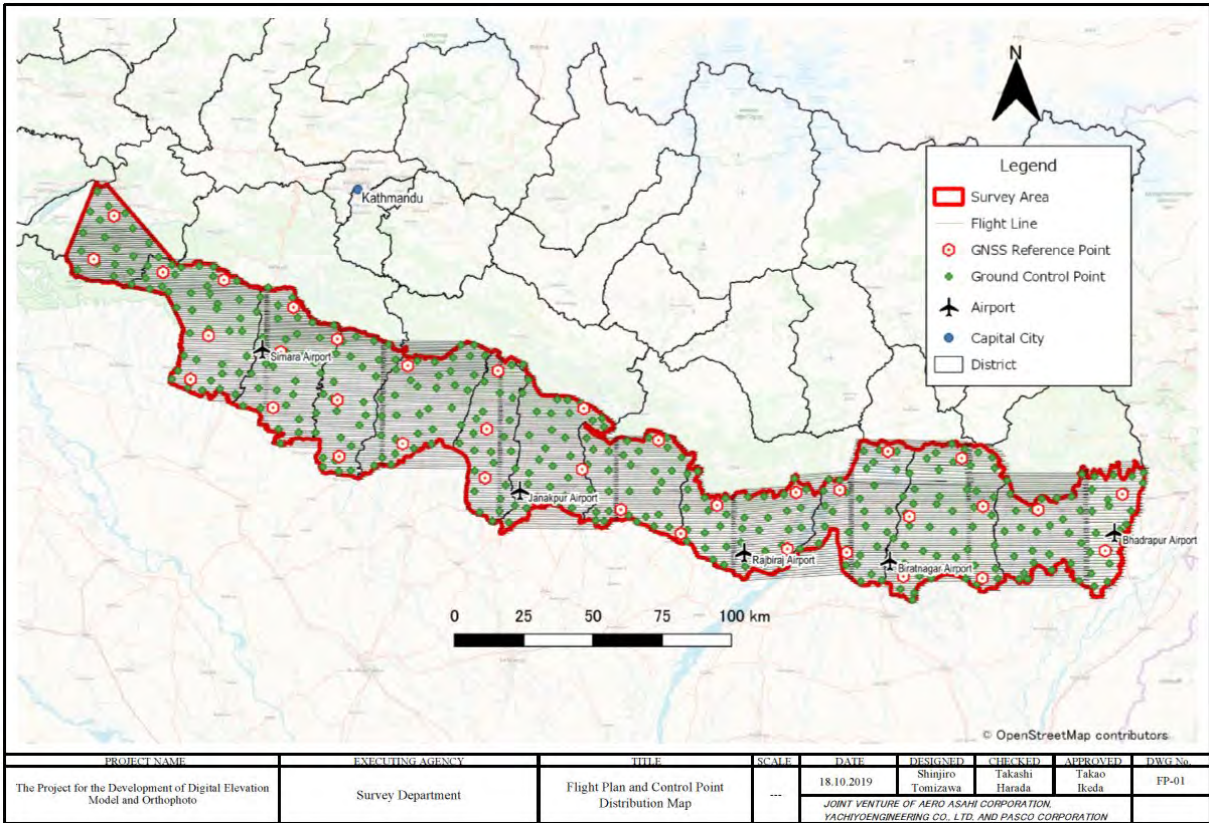 N
Legend
Survey Area
Flight Line
GNSS Reference Point
Ground Control Point
Airport
Capital City
District
Kathmandu
Simara Airport
Janakpur Airport
Rajbiraj Airport
Biratnagar Airport
Bhadrapur Airport
0 25 50 75 100 km
© OpenStreetMap contributors
PROJECT NAME
The Project for the Development of Digital Elevation
Model and Orthophoto
EXECUTING AGENCY
Survey Department
TITLE
Flight Plan and Control Point
Distribution Map
SCALE
---
DATE
18.10.2019
DESIGNED
Shinjiro
Tomizawa
CHECKED
Takashi
Harada
APPROVED
Takao
Ikeda
DWG No.
FP-01
JOINT VENTURE OF AERO ASAHI CORPORATION,
YACHIYOENGINEERING CO., LTD. AND PASCO CORPORATION